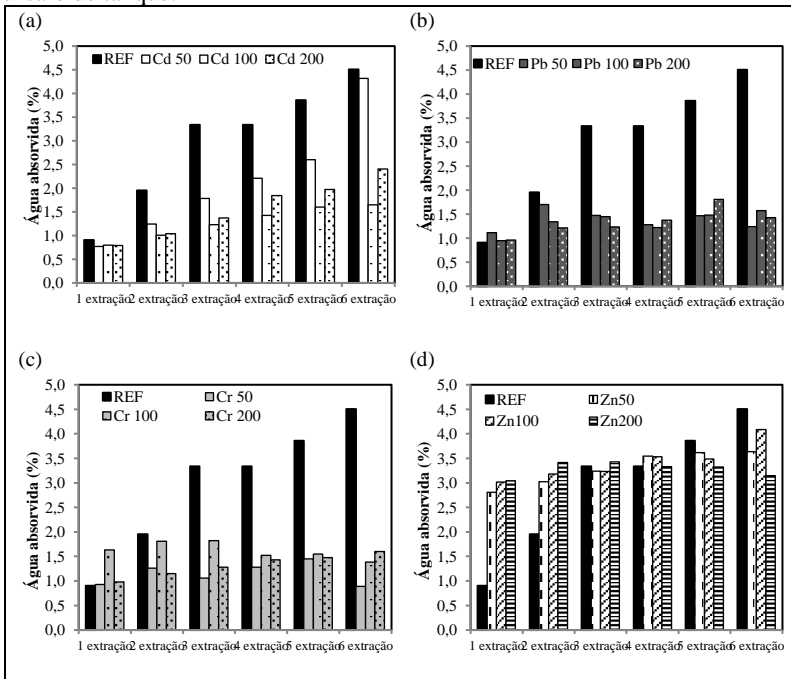 (a)
REF Cd 50 Cd 100 Cd 200
Água absorvida (%)
5,0
4,5
4,0
3,5
3,0
2,5
2,0
1,5
1,0
0,5
0,0
1 extração 2 extração 3 extração 4 extração 5 extração 6 extração
(b)
REF Pb 50 Pb 100 Pb 200
Água absorvida (%)
5,0
4,5
4,0
3,5
3,0
2,5
2,0
1,5
1,0
0,5
0,0
1 extração 2 extração 3 extração 4 extração 5 extração 6 extração
(c)
REF Cr 50
Cr 100 Cr 200
Água absorvida (%)
5,0
4,5
4,0
3,5
3,0
2,5
2,0
1,5
1,0
0,5
0,0
1 extração 2 extração 3 extração 4 extração 5 extração 6 extração
(d)
REF Zn50
Zn100 Zn200
Água absorvida (%)
5,0
4,5
4,0
3,5
3,0
2,5
2,0
1,5
1,0
0,5
0,0
1 extração 2 extração 3 extração 4 extração 5 extração 6 extração